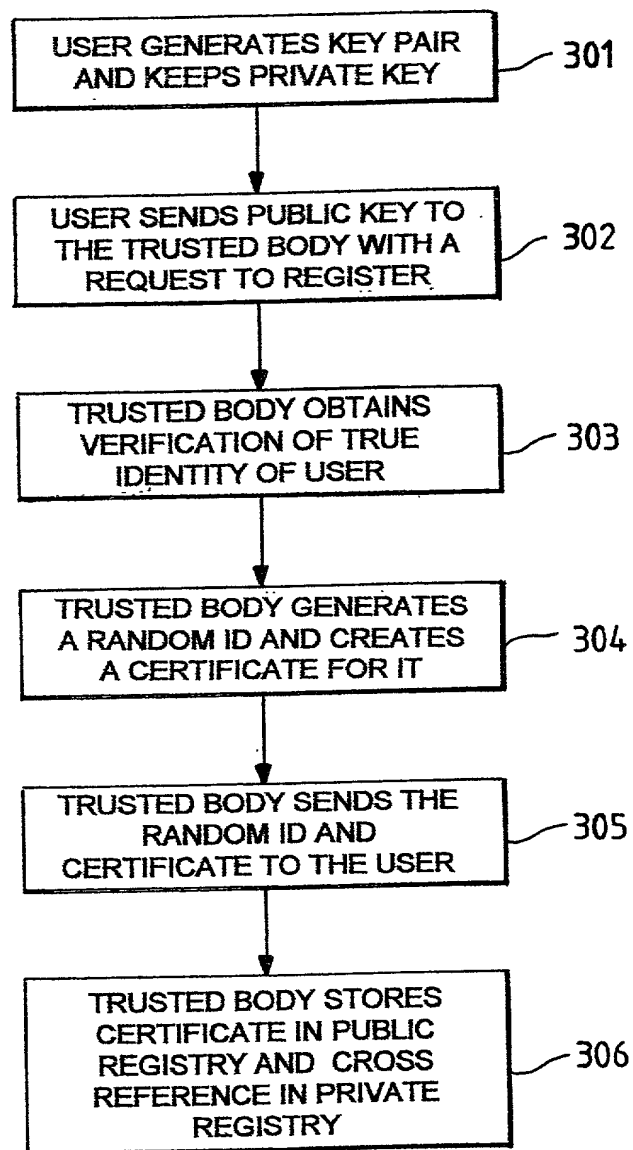 USER GENERATES KEY PAIR
AND KEEPS PRIVATE KEY
301
USER SENDS PUBLIC KEY TO
THE TRUSTED BODY WITH A
REQUEST TO REGISTER
302
TRUSTED BODY OBTAINS
VERIFICATION OF TRUE
IDENTITY OF USER
303
TRUSTED BODY GENERATES
A RANDOM ID AND CREATES
A CERTIFICATE FOR IT
304
TRUSTED BODY SENDS THE
RANDOM ID AND
CERTIFICATE TO THE USER
305
TRUSTED BODY STORES
CERTIFICATE IN PUBLIC
REGISTRY AND CROSS
REFERENCE IN PRIVATE
REGISTRY
306